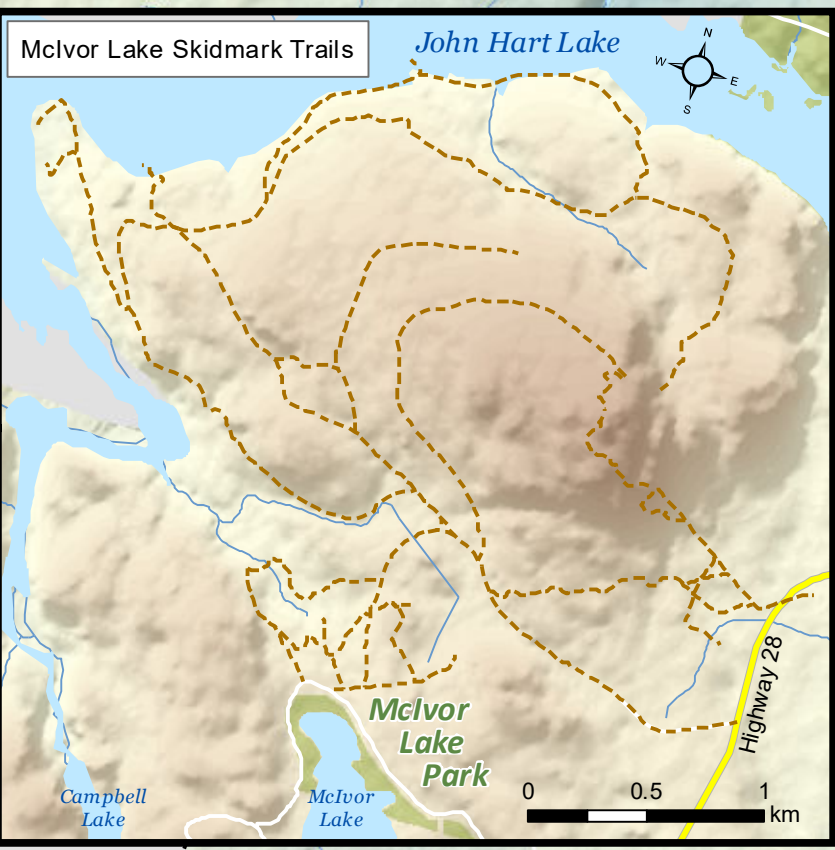 McIvor Lake Skidmark Trails
John Hart Lake
N
W
E
S
Highway 28
McIvor
Lake
Park
Campbell
Lake
McIvor
Lake
0 0.5 1
km